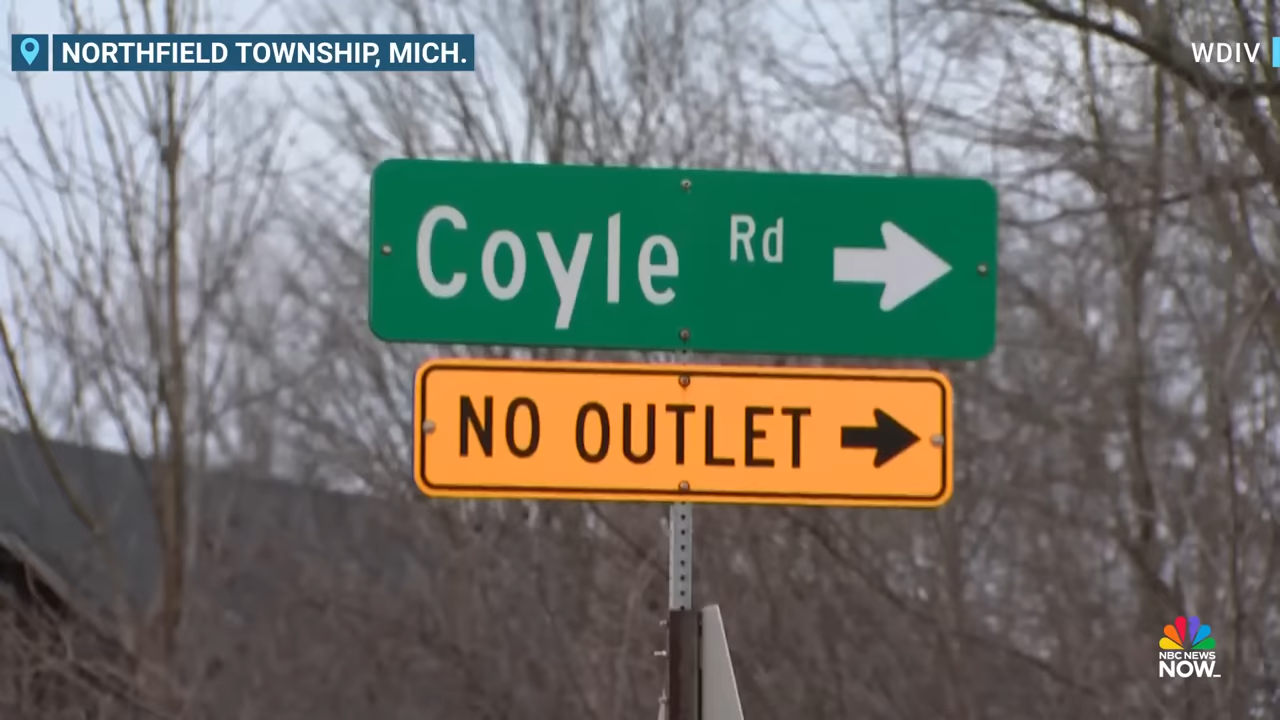 NORTHFIELD TOWNSHIP, MICH.
WDIV
Coyle Rd
NO OUTLET
NBC NEWS
NOW